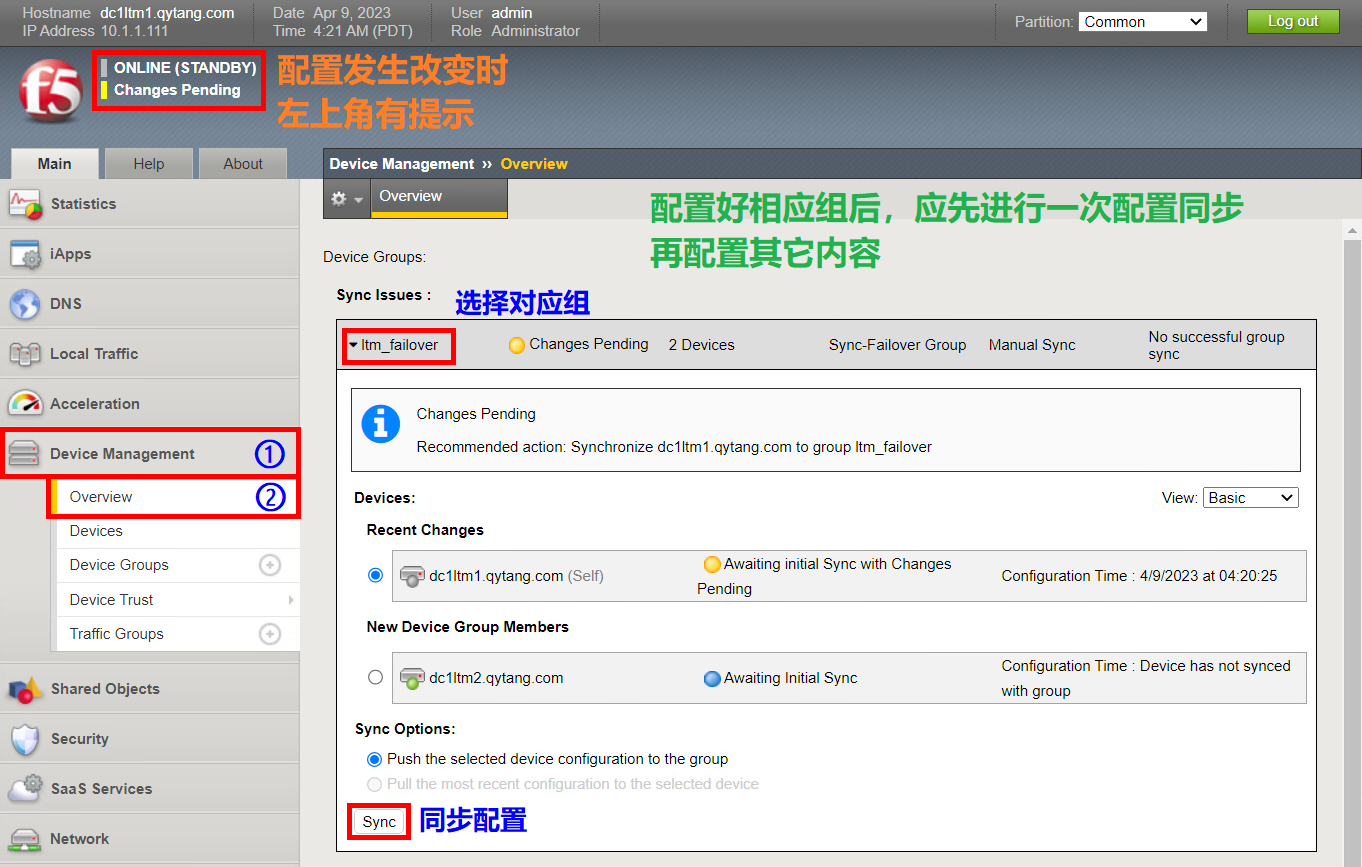 Hostname dc1ltm1.qytang.com Date Apr 9, 2023 User admin
IP Address 10.1.1.111 Time 4:21 AM (PDT) Role Administrator
Partition: Common Log out
f5
ONLINE (STANDBY)
Changes Pending
配置发生改变时
左上角有提示
Main Help About
Device Management ›› Overview
Overview
配置好相应组后，应先进行一次配置同步
再配置其它内容
Statistics
iApps
DNS
Local Traffic
Acceleration
Device Management ①
Overview ②
Devices
Device Groups
Device Trust
Traffic Groups
Shared Objects
Security
SaaS Services
Network
Device Groups:
Sync Issues :
选择对应组
ltm_failover Changes Pending 2 Devices Sync-Failover Group Manual Sync No successful group
sync
Changes Pending
Recommended action: Synchronize dc1ltm1.qytang.com to group ltm_failover
Devices: View: Basic
Recent Changes
dc1ltm1.qytang.com (Self) Awaiting initial Sync with Changes
Pending Configuration Time : 4/9/2023 at 04:20:25
New Device Group Members
dc1ltm2.qytang.com Awaiting Initial Sync Configuration Time : Device has not synced
with group
Sync Options:
Push the selected device configuration to the group
Pull the most recent configuration to the selected device
Sync 同步配置